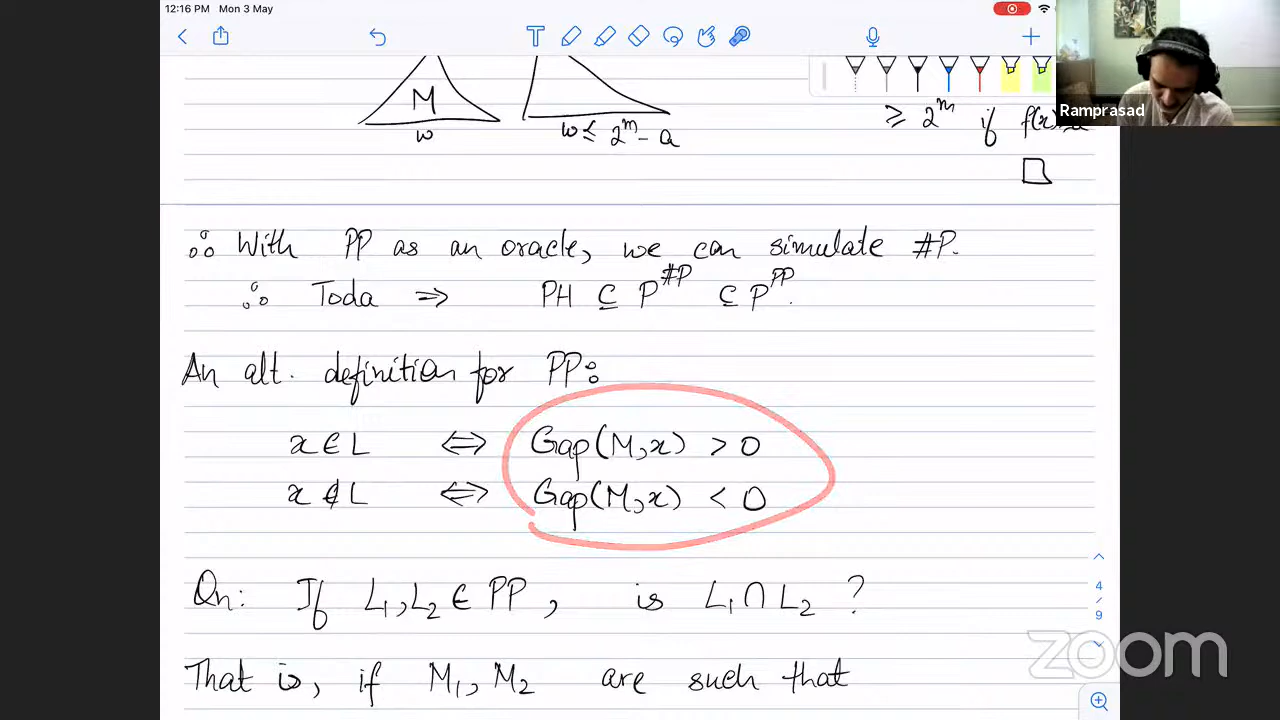 12:16 PM Mon 3 May
M
w
w ≤ 2^m - a
≥ 2^m if f(x)
Ramprasad
∴ With PP as an oracle, we can simulate #P.
∴ Toda ⇒ PH ⊆ P^#P ⊆ P^PP.
An alt. definition for PP:
x ∈ L ⇔ Gap(M,x) > 0
x ∉ L ⇔ Gap(M,x) < 0
Qn: If L₁, L₂ ∈ PP, is L₁ ∩ L₂ ?
4
/
9
zoom
That is, if M₁, M₂ are such that